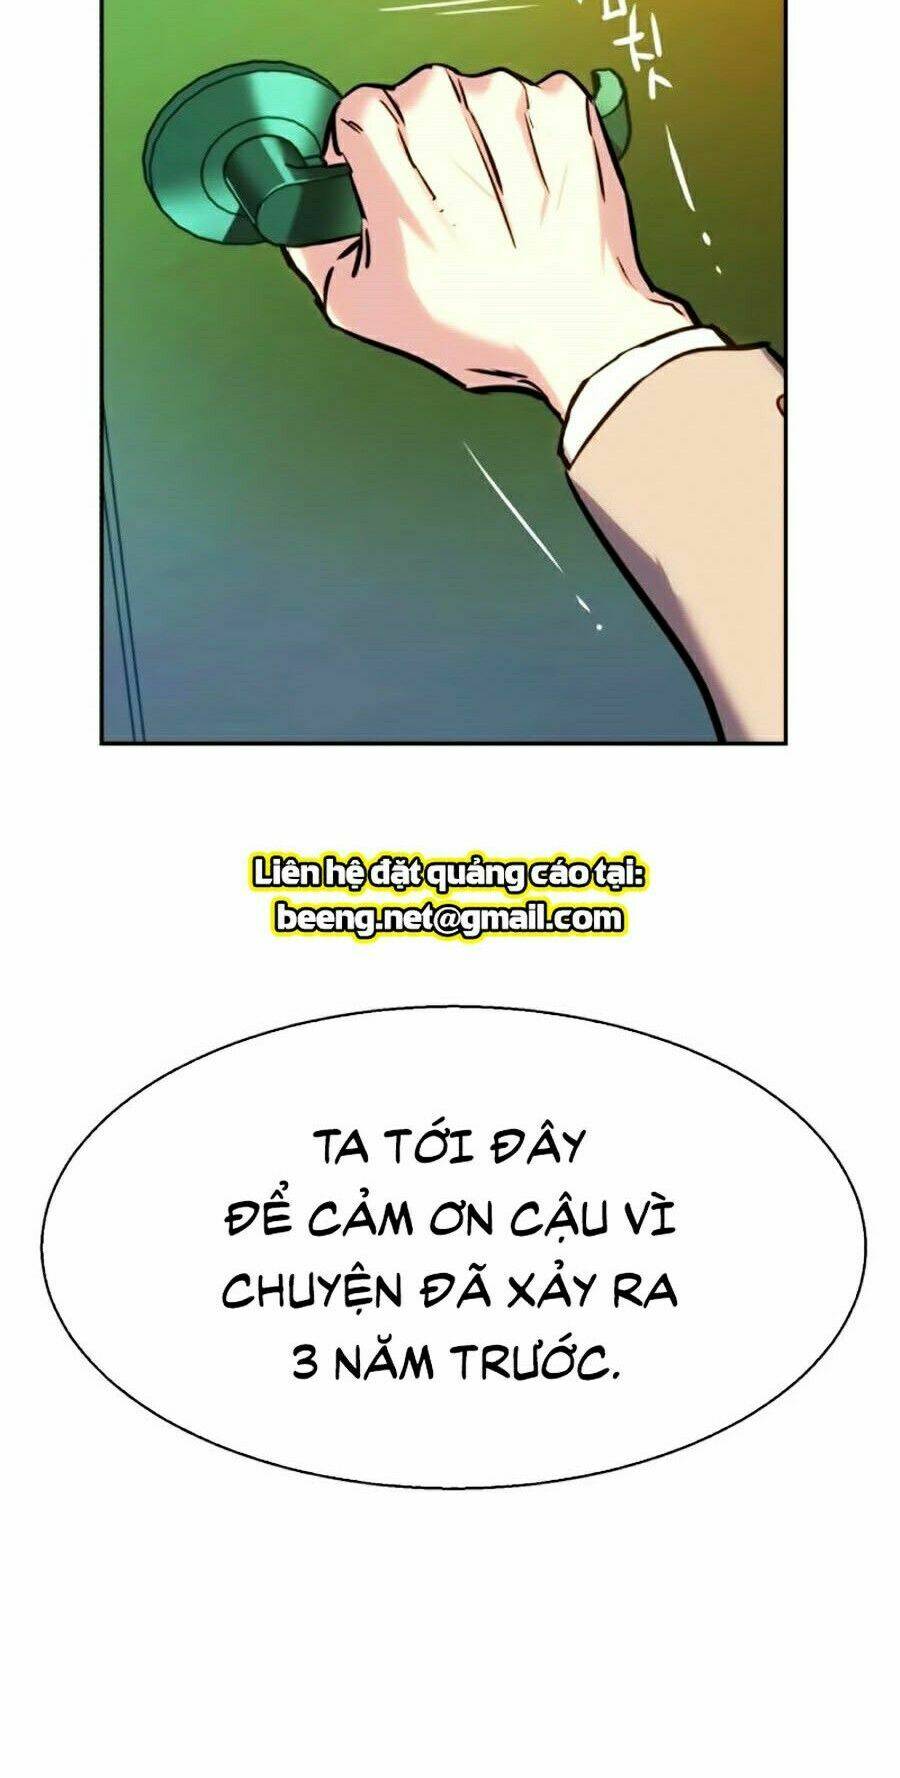 Liên hệ đặt quảng cáo tại:
beeng.net@gmail.com
TA TỚI ĐÂY
ĐỂ CẢM ƠN CẬU VÌ
CHUYỆN ĐÃ XẢY RA
3 NĂM TRƯỚC.